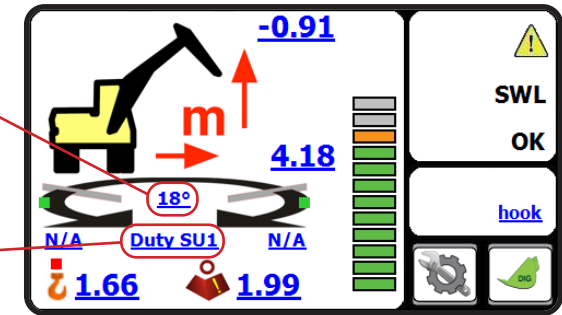 -0.91
SWL
OK
m
4.18
18°
N/A Duty SU1 N/A
hook
1.66 1.99
DIG